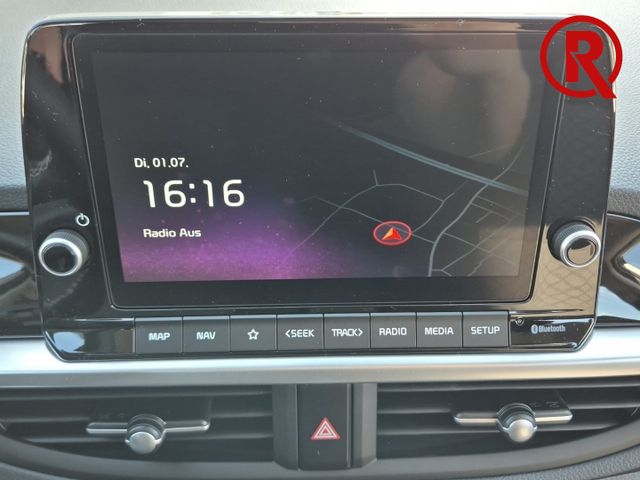 R
Di, 01.07.
16:16
Radio Aus
MAP NAV <SEEK TRACK> RADIO MEDIA SETUP Bluetooth